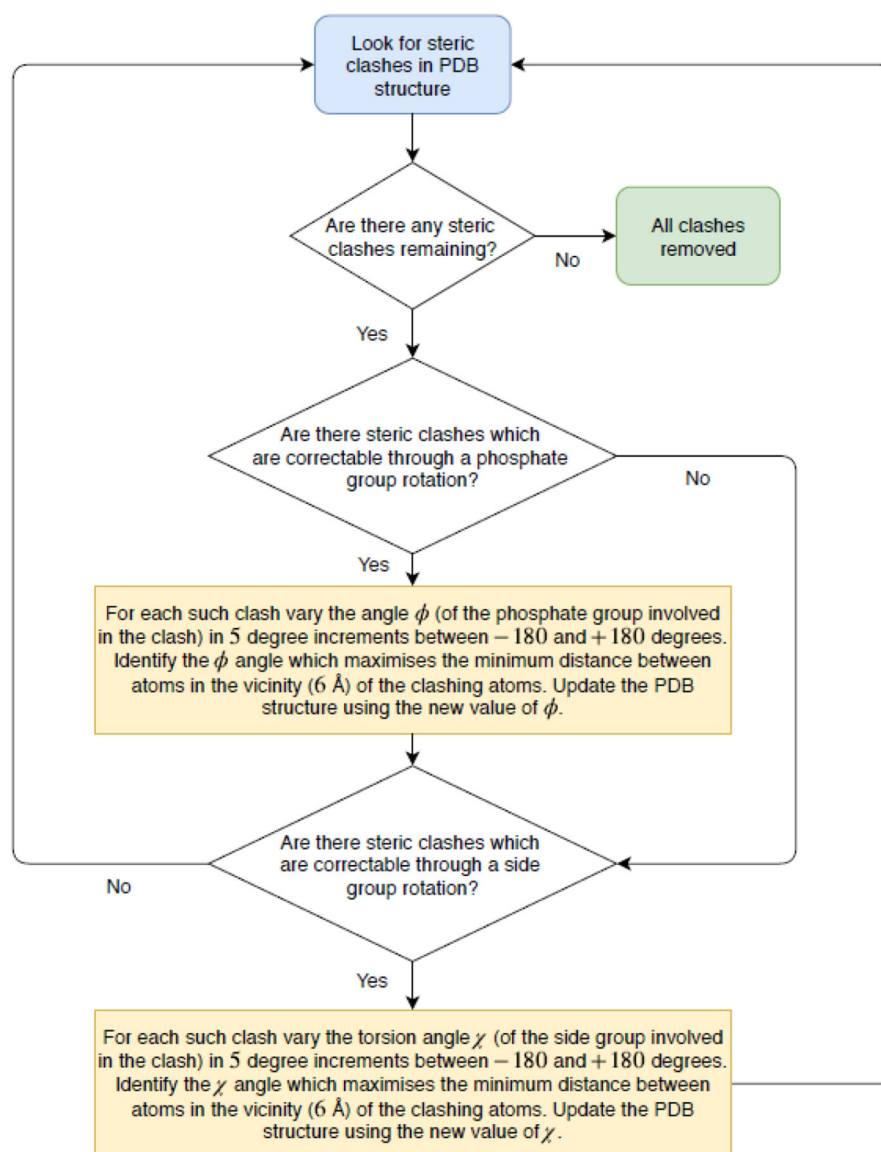 Look for steric
clashes in PDB
structure
Are there any steric
clashes remaining?
No
All clashes
removed
Yes
Are there steric clashes which
are correctable through a phosphate
group rotation?
No
Yes
For each such clash vary the angle ϕ (of the phosphate group involved
in the clash) in 5 degree increments between −180 and +180 degrees.
Identify the ϕ angle which maximises the minimum distance between
atoms in the vicinity (6 Å) of the clashing atoms. Update the PDB
structure using the new value of ϕ.
Are there steric clashes which
are correctable through a side
group rotation?
No
Yes
For each such clash vary the torsion angle χ (of the side group involved
in the clash) in 5 degree increments between −180 and +180 degrees.
Identify the χ angle which maximises the minimum distance between
atoms in the vicinity (6 Å) of the clashing atoms. Update the PDB
structure using the new value of χ.